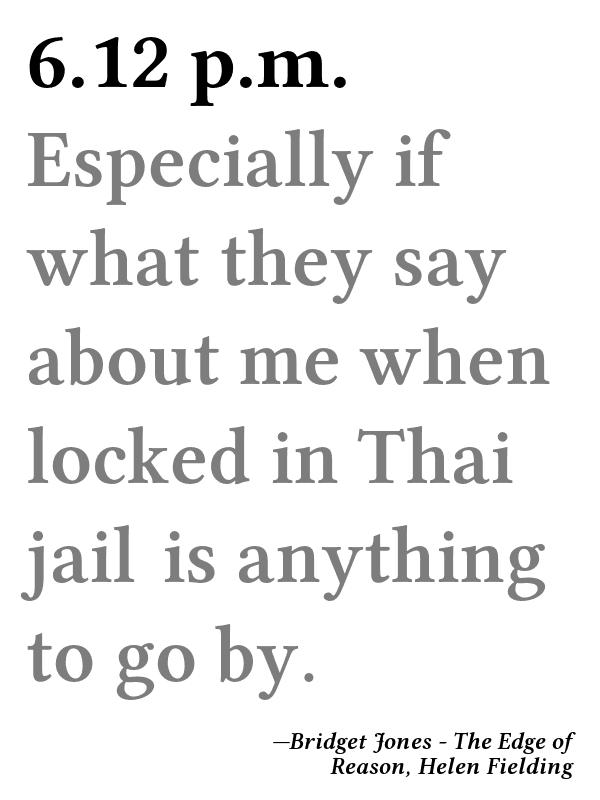 6.12 p.m.
Especially if
what they say
about me when
locked in Thai
jail is anything
to go by.
—Bridget Jones - The Edge of
Reason, Helen Fielding